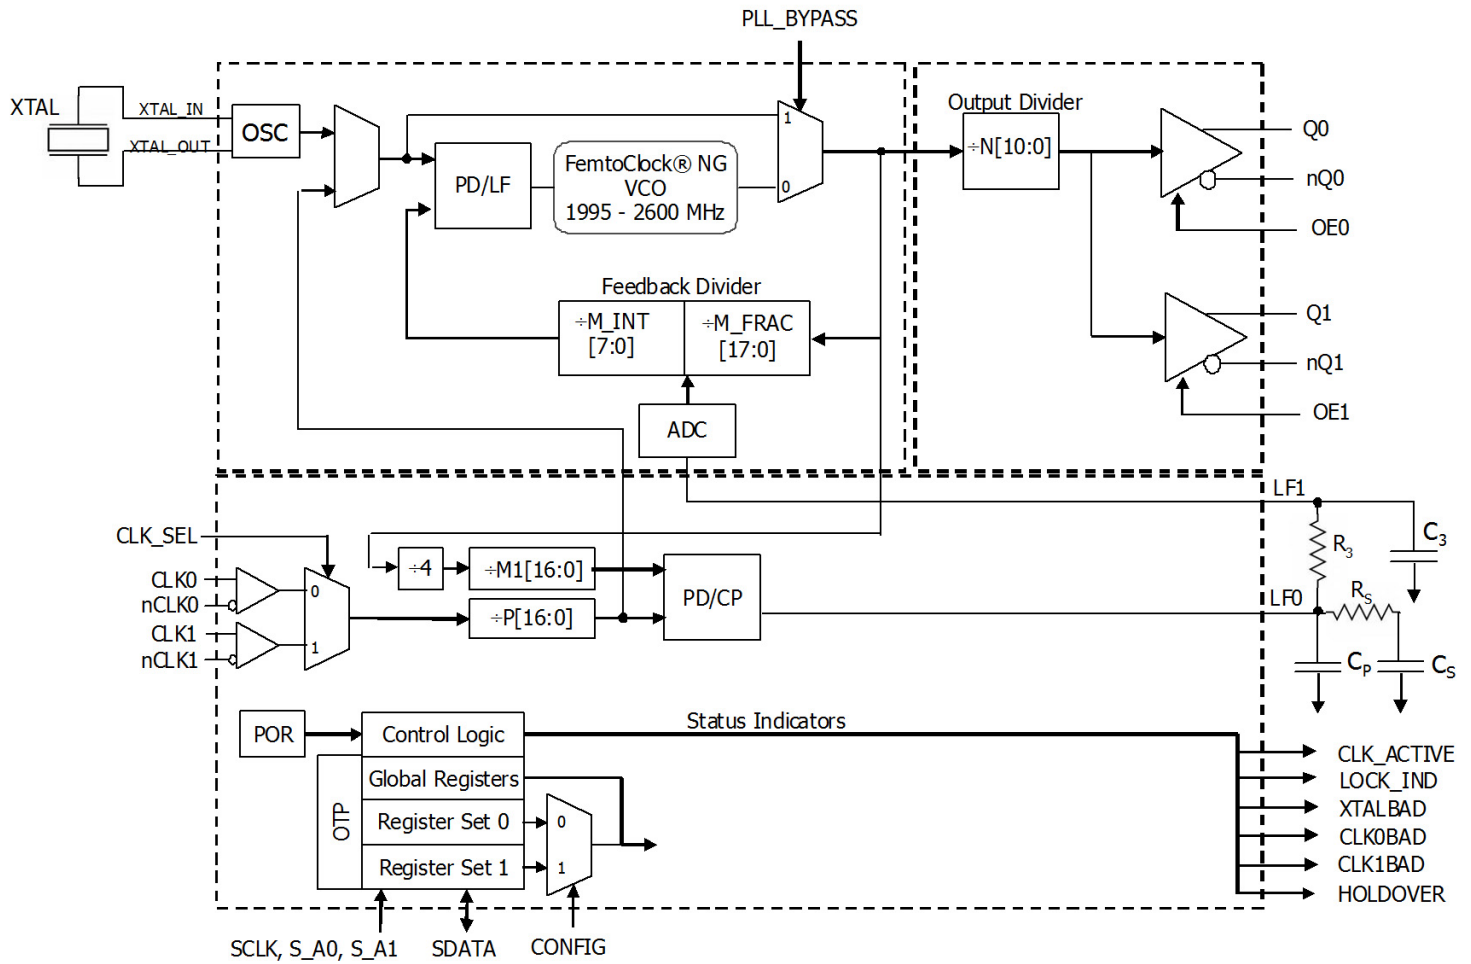 PLL_BYPASS
XTAL
XTAL_IN
XTAL_OUT
OSC
PD/LF
FemtoClock® NG
VCO
1995 - 2600 MHz
1
0
Output Divider
÷N[10:0]
Q0
nQ0
OE0
Q1
nQ1
OE1
Feedback Divider
÷M_INT
[7:0]
÷M_FRAC
[17:0]
ADC
LF1
R3
C3
CLK_SEL
CLK0
nCLK0
CLK1
nCLK1
0
1
÷4
÷M1[16:0]
÷P[16:0]
PD/CP
LF0
RS
CP
CS
POR
Control Logic
Status Indicators
Global Registers
OTP
Register Set 0
Register Set 1
0
1
CLK_ACTIVE
LOCK_IND
XTALBAD
CLK0BAD
CLK1BAD
HOLDOVER
SCLK, S_A0, S_A1
SDATA
CONFIG